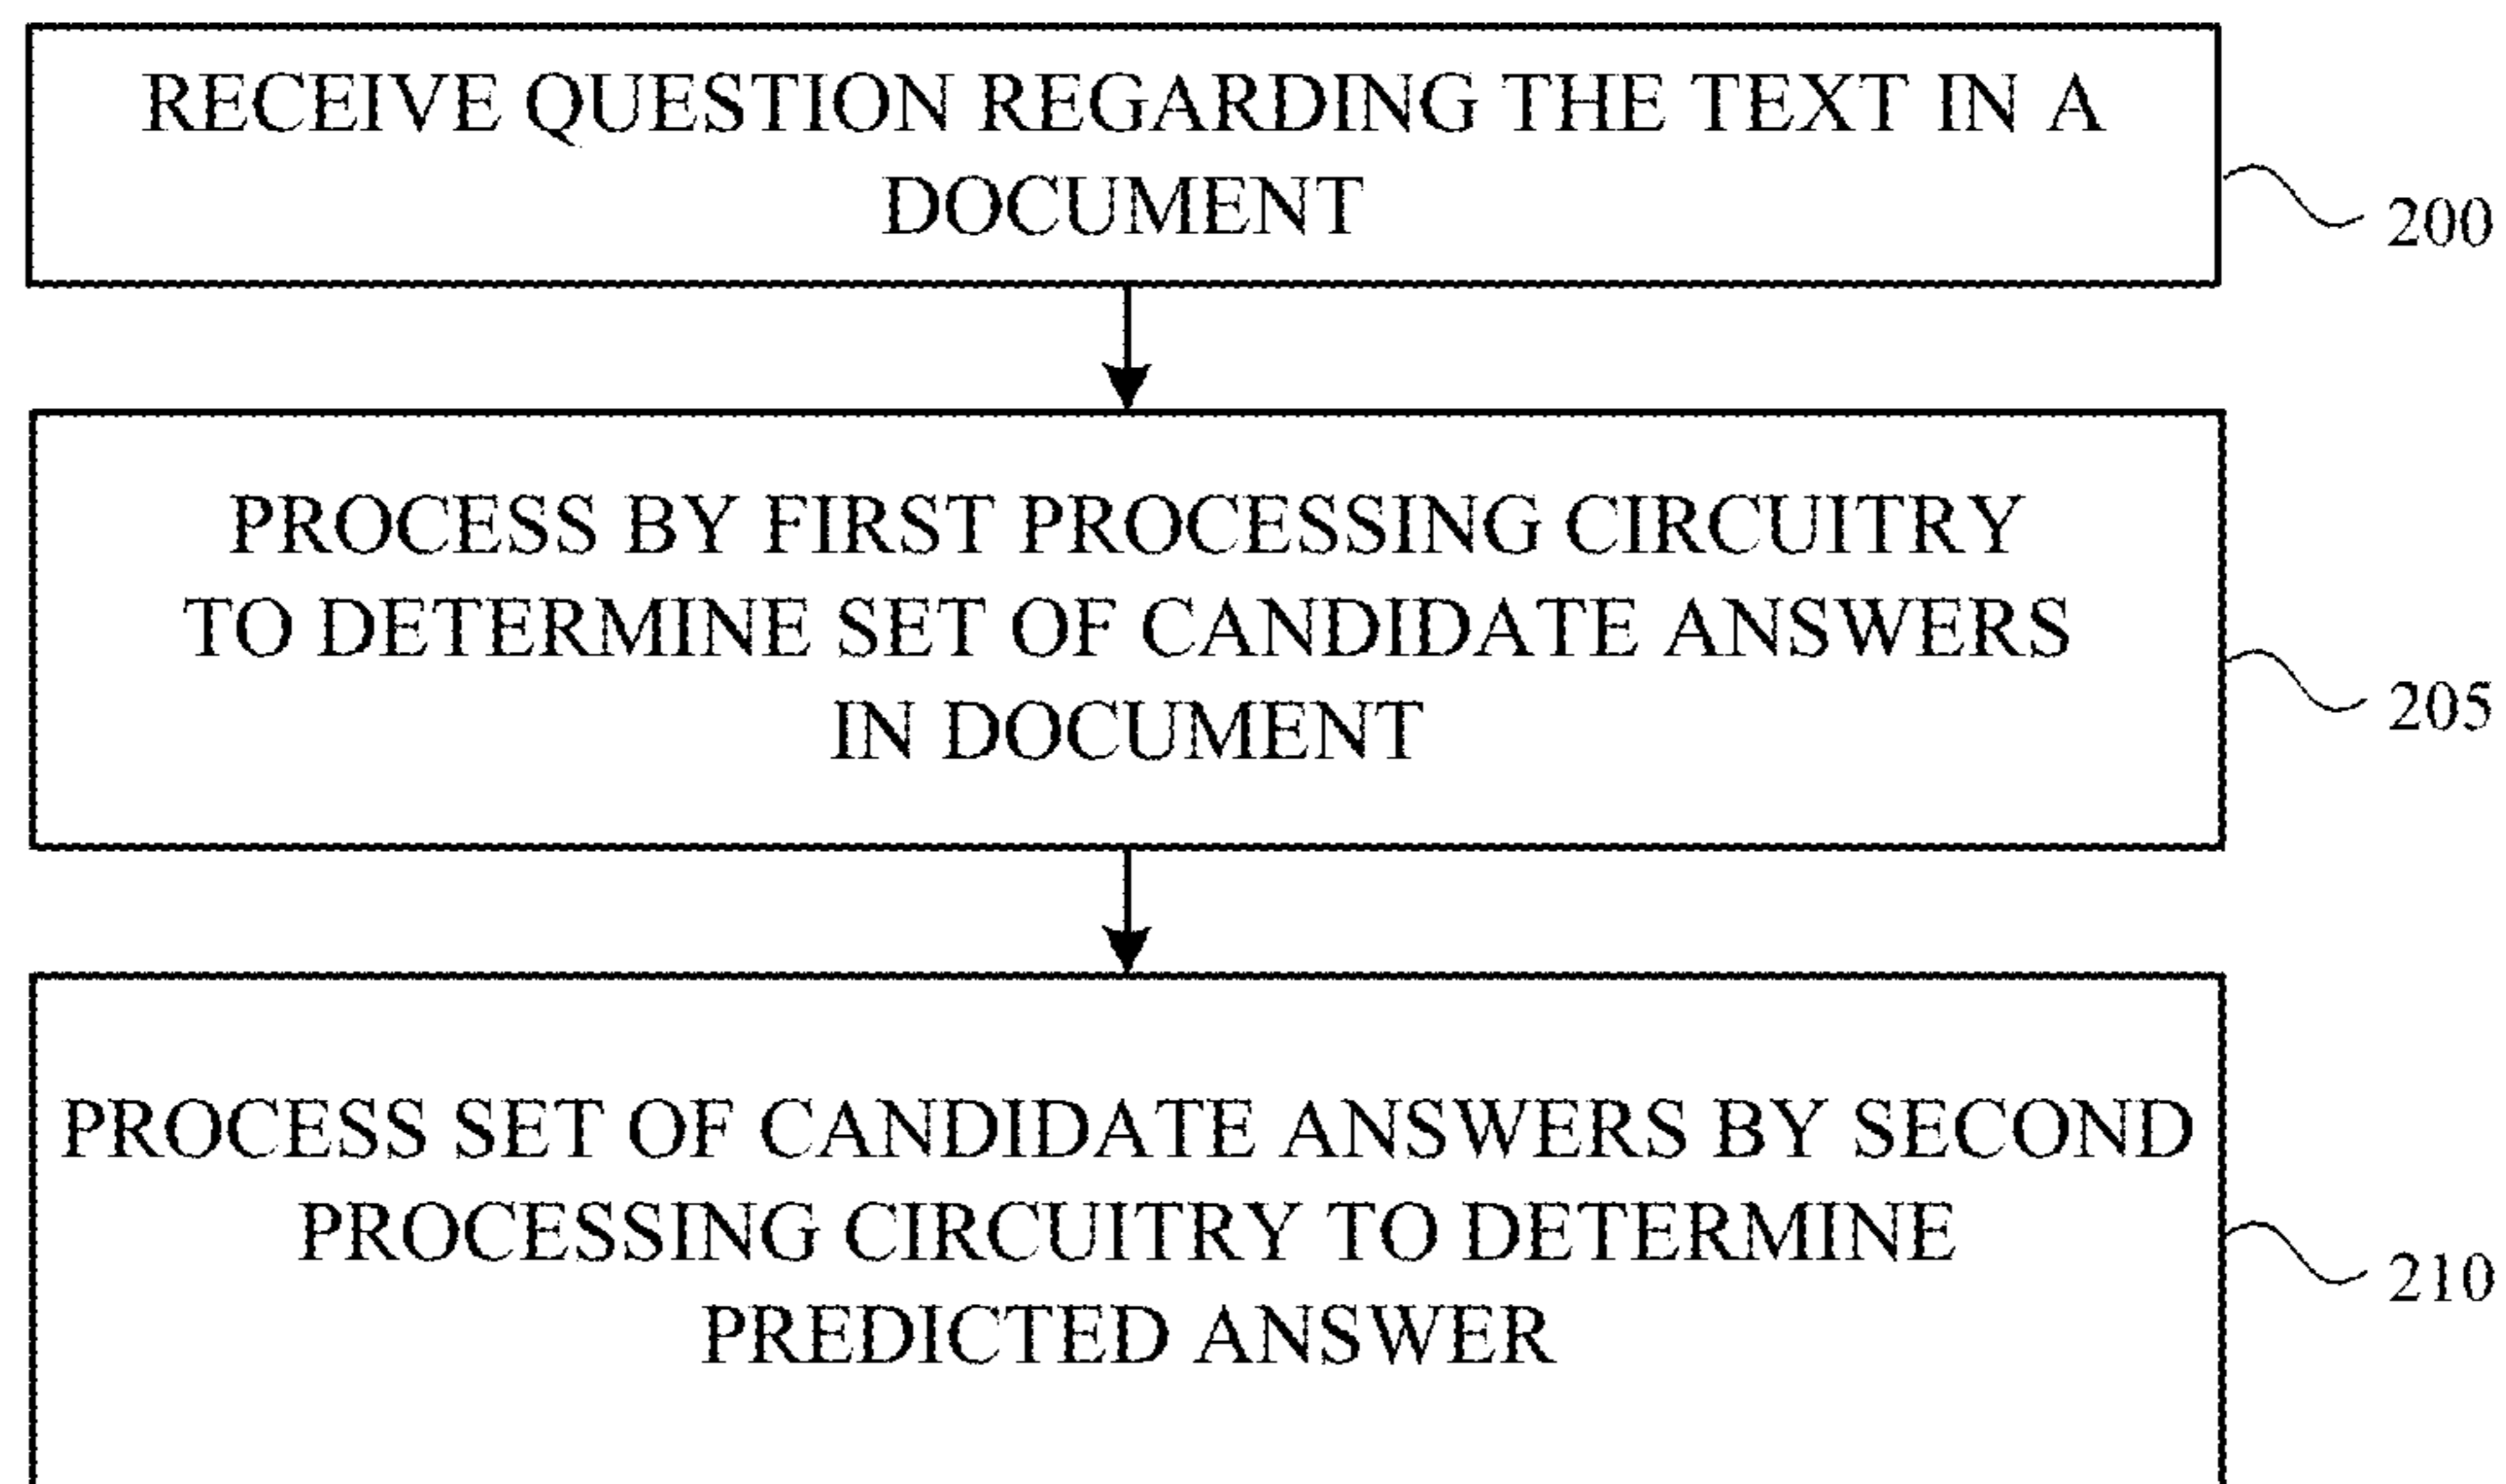 RECEIVE QUESTION REGARDING THE TEXT IN A
DOCUMENT
200
PROCESS BY FIRST PROCESSING CIRCUITRY
TO DETERMINE SET OF CANDIDATE ANSWERS
IN DOCUMENT
205
PROCESS SET OF CANDIDATE ANSWERS BY SECOND
PROCESSING CIRCUITRY TO DETERMINE
PREDICTED ANSWER
210